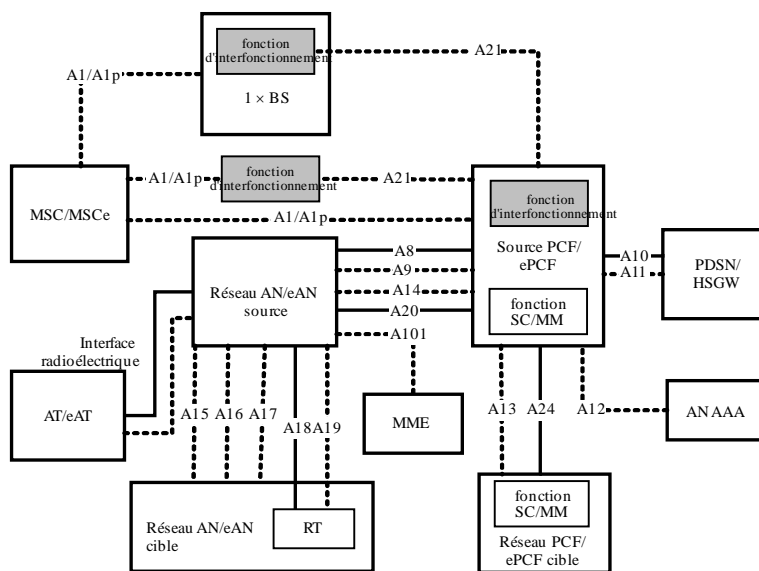 fonction
d'interfonctionnement
1 × BS
A21
A1/A1p
MSC/MSCe
A1/A1p
fonction
d'interfonctionnement
A21
A1/A1p
fonction
d'interfonctionnement
Source PCF/
ePCF
fonction
SC/MM
A10
A11
PDSN/
HSGW
Réseau AN/eAN
source
A8
A9
A14
A20
A101
Interface
radioélectrique
AT/eAT
A15
A16
A17
A18
A19
MME
A13
A24
A12
AN AAA
Réseau AN/eAN
cible
RT
fonction
SC/MM
Réseau PCF/
ePCF cible